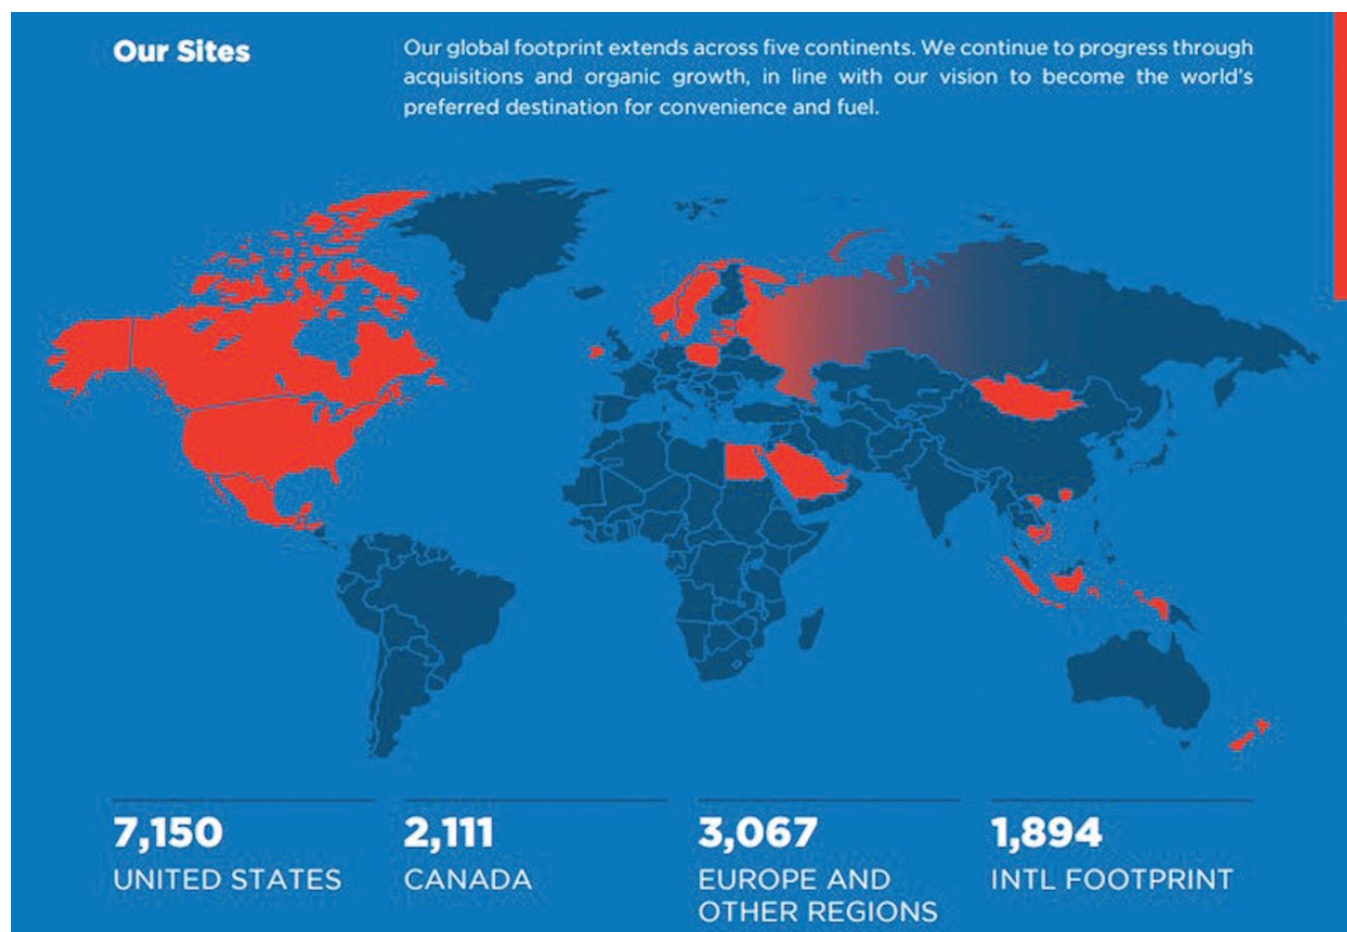 Our Sites
Our global footprint extends across five continents. We continue to progress through
acquisitions and organic growth, in line with our vision to become the world's
preferred destination for convenience and fuel.
7,150
UNITED STATES
2,111
CANADA
3,067
EUROPE AND
OTHER REGIONS
1,894
INTL FOOTPRINT